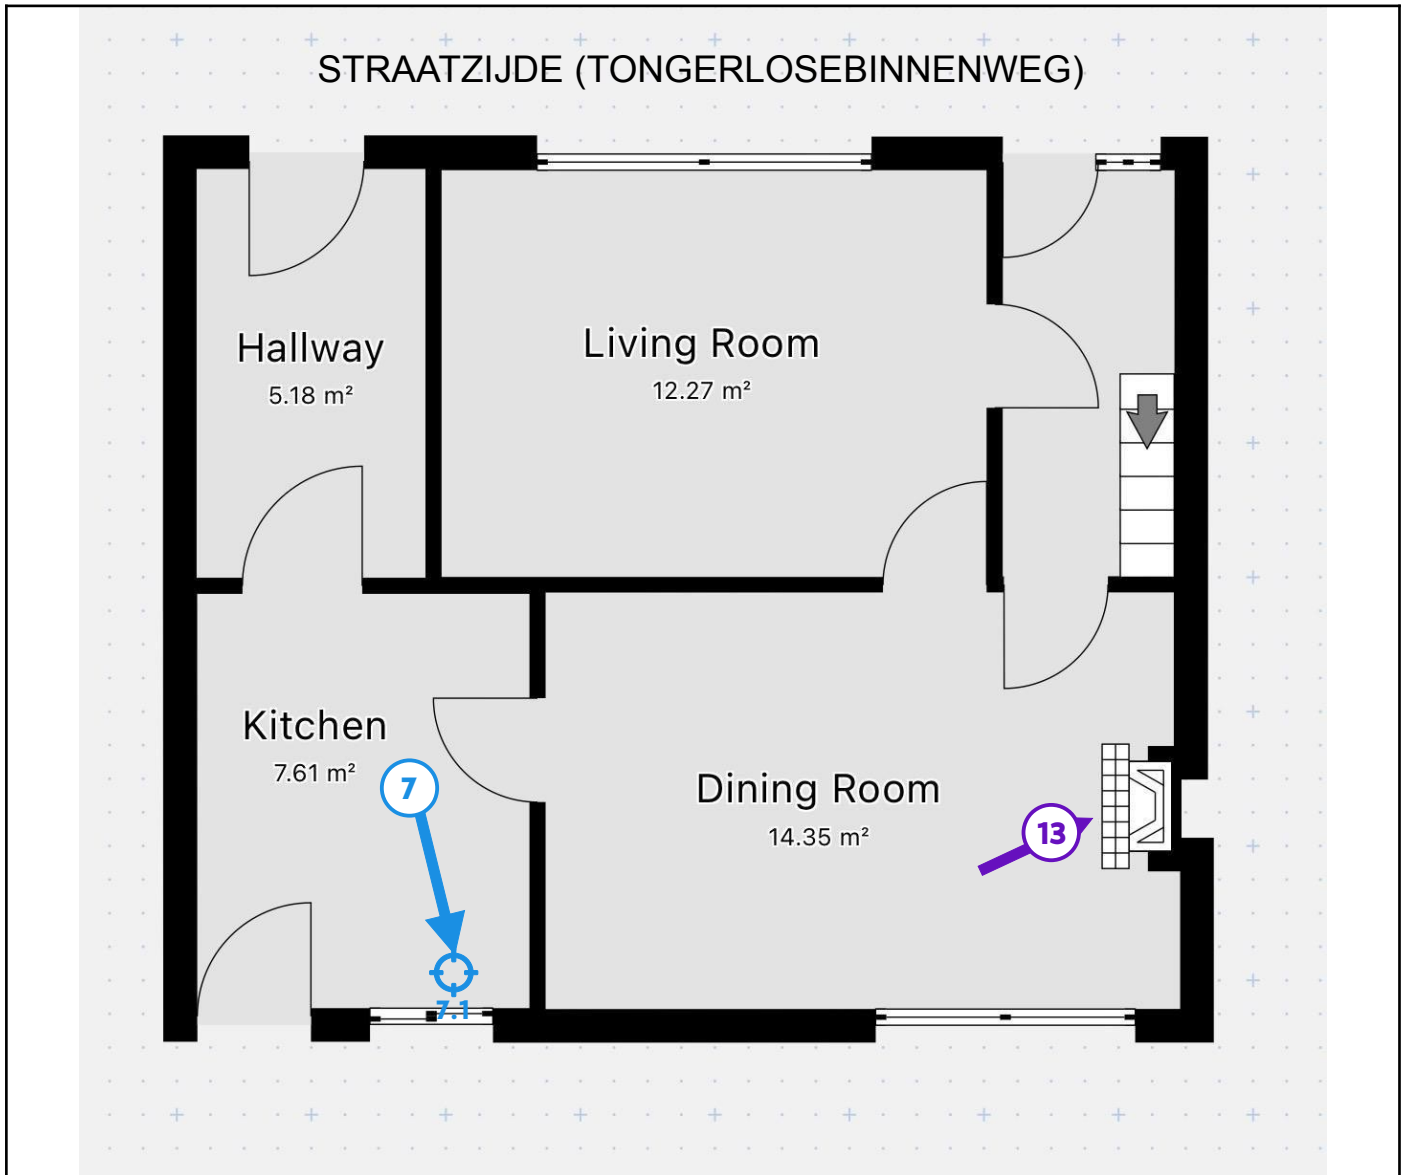 STRAATZIJDE (TONGERLOSEBINNENWEG)
Hallway
5.18 m²
Living Room
12.27 m²
Kitchen
7.61 m²
7
Dining Room
14.35 m²
13
7.1